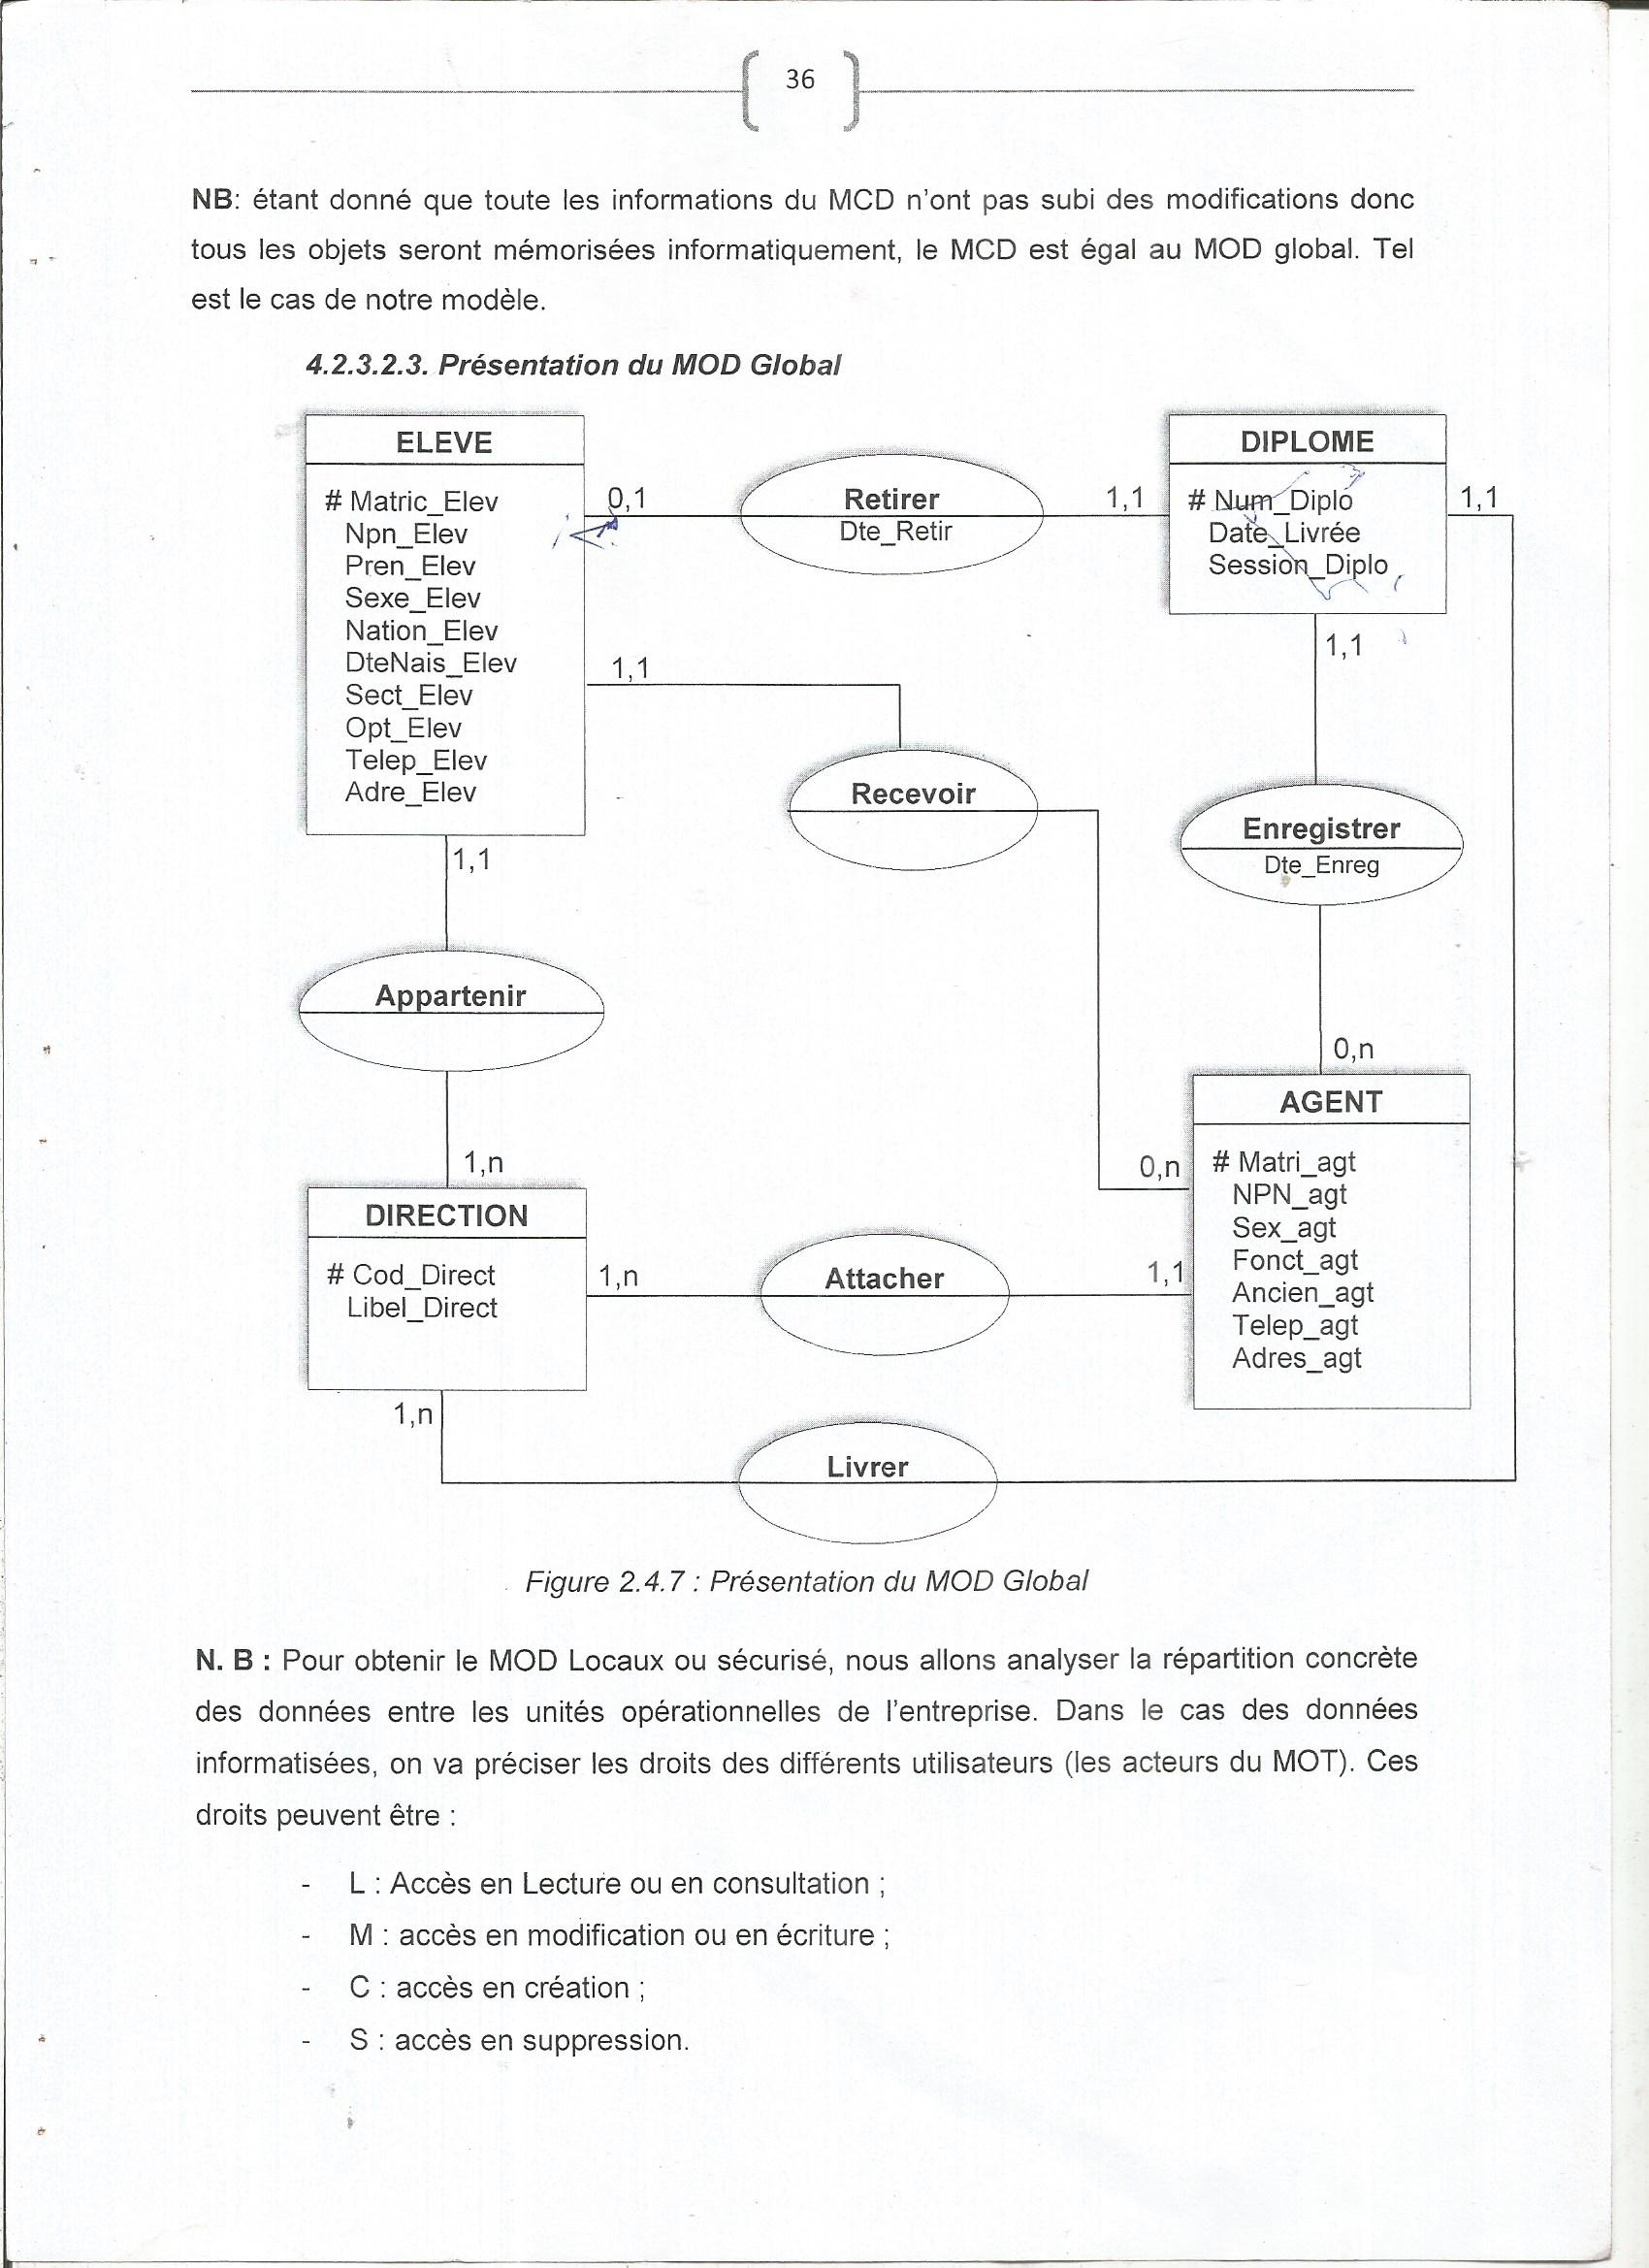 36
NB: étant donné que toute les informations du MCD n'ont pas subi des modifications donc
tous les objets seront mémorisées informatiquement, le MCD est égal au MOD global. Tel
est le cas de notre modèle.
4.2.3.2.3. Présentation du MOD Global
ELEVE
# Matric_Elev
Npn_Elev
Pren_Elev
Sexe_Elev
Nation_Elev
DteNais_Elev
Sect_Elev
Opt_Elev
Telep_Elev
Adre_Elev
0,1
Retirer
Dte_Retir
1,1
DIPLOME
# Num_Diplo
Date_Livrée
Session_Diplo
1,1
1,1
1,1
Recevoir
Enregistrer
Dte_Enreg
1,1
Appartenir
0,n
AGENT
# Matri_agt
NPN_agt
Sex_agt
Fonct_agt
Ancien_agt
Telep_agt
Adres_agt
1,n
0,n
DIRECTION
# Cod_Direct
Libel_Direct
1,n
Attacher
1,1
1,n
Livrer
Figure 2.4.7 : Présentation du MOD Global
N. B : Pour obtenir le MOD Locaux ou sécurisé, nous allons analyser la répartition concrète
des données entre les unités opérationnelles de l'entreprise. Dans le cas des données
informatisées, on va préciser les droits des différents utilisateurs (les acteurs du MOT). Ces
droits peuvent être :
- L : Accès en Lecture ou en consultation ;
- M : accès en modification ou en écriture ;
- C : accès en création ;
- S : accès en suppression.